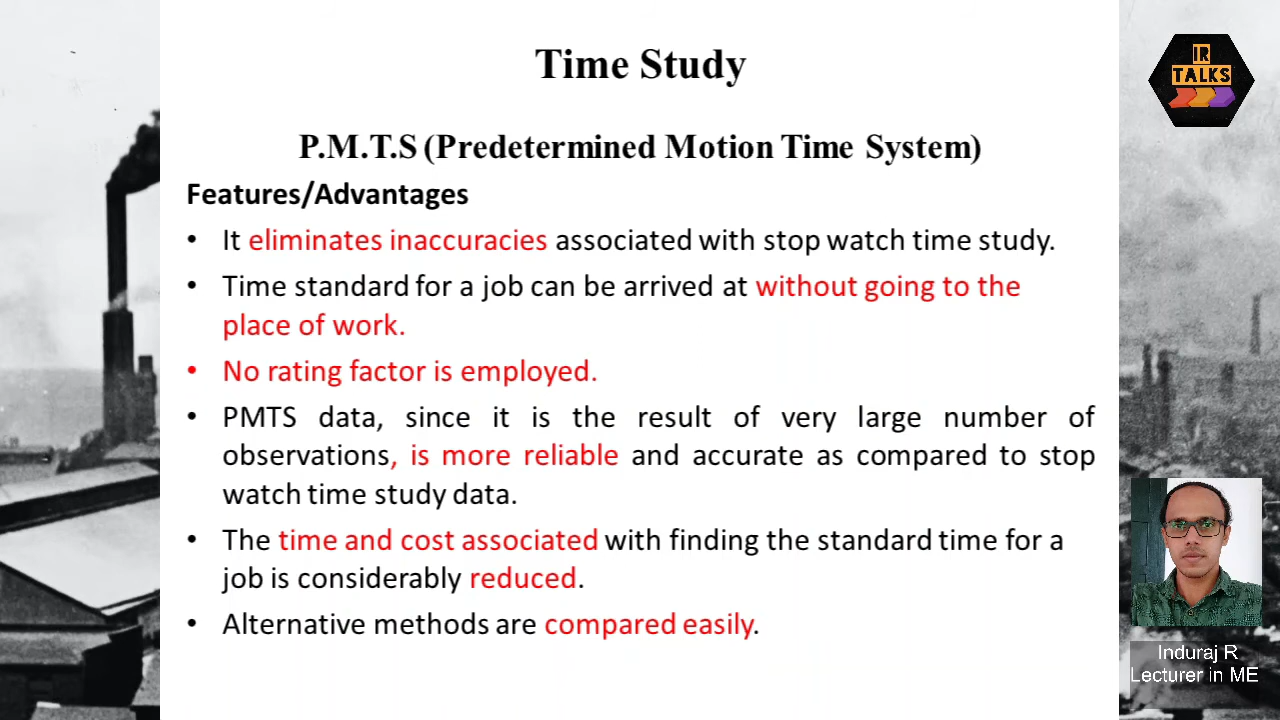 Time Study
IR
TALKS
P.M.T.S (Predetermined Motion Time System)
Features/Advantages
• It eliminates inaccuracies associated with stop watch time study.
• Time standard for a job can be arrived at without going to the
place of work.
• No rating factor is employed.
• PMTS data, since it is the result of very large number of
observations, is more reliable and accurate as compared to stop
watch time study data.
• The time and cost associated with finding the standard time for a
job is considerably reduced.
• Alternative methods are compared easily.
Induraj R
Lecturer in ME